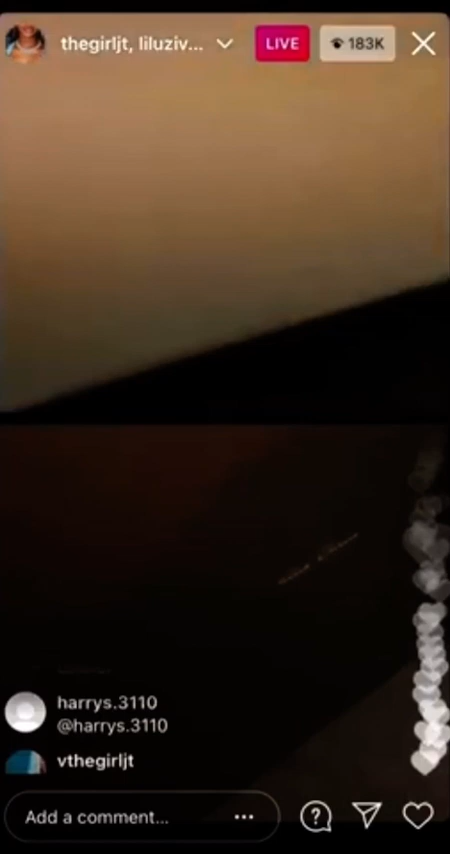 thegirljt, liluziv...
LIVE
183K
harrys.3110
@harrys.3110
vthegirljt
Add a comment...